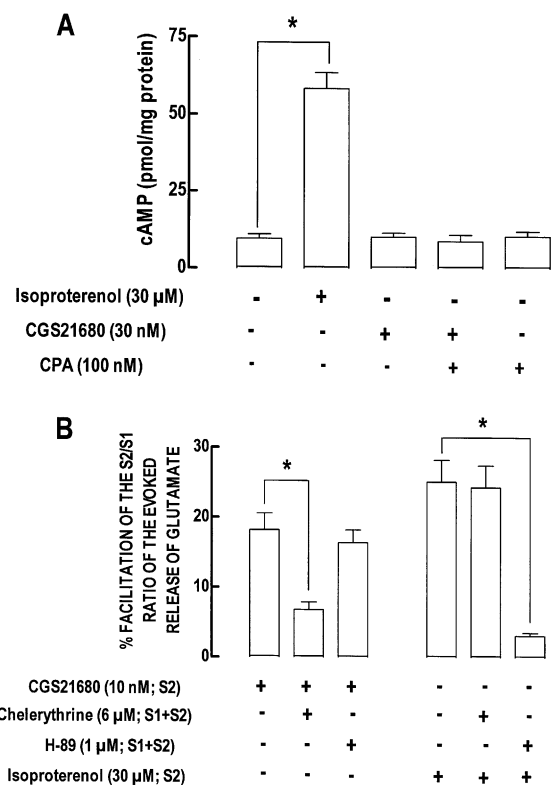 A
*
cAMP (pmol/mg protein)
75
50
25
0
Isoproterenol (30 µM) - + - - -
CGS21680 (30 nM) - - + + -
CPA (100 nM) - - - + +
B
% FACILITATION OF THE S2/S1
RATIO OF THE EVOKED
RELEASE OF GLUTAMATE
30
20
10
0
*
*
CGS21680 (10 nM; S2) + + + - - -
Chelerythrine (6 µM; S1+S2) - + - - + -
H-89 (1 µM; S1+S2) - - + - - +
Isoproterenol (30 µM; S2) - - - + + +